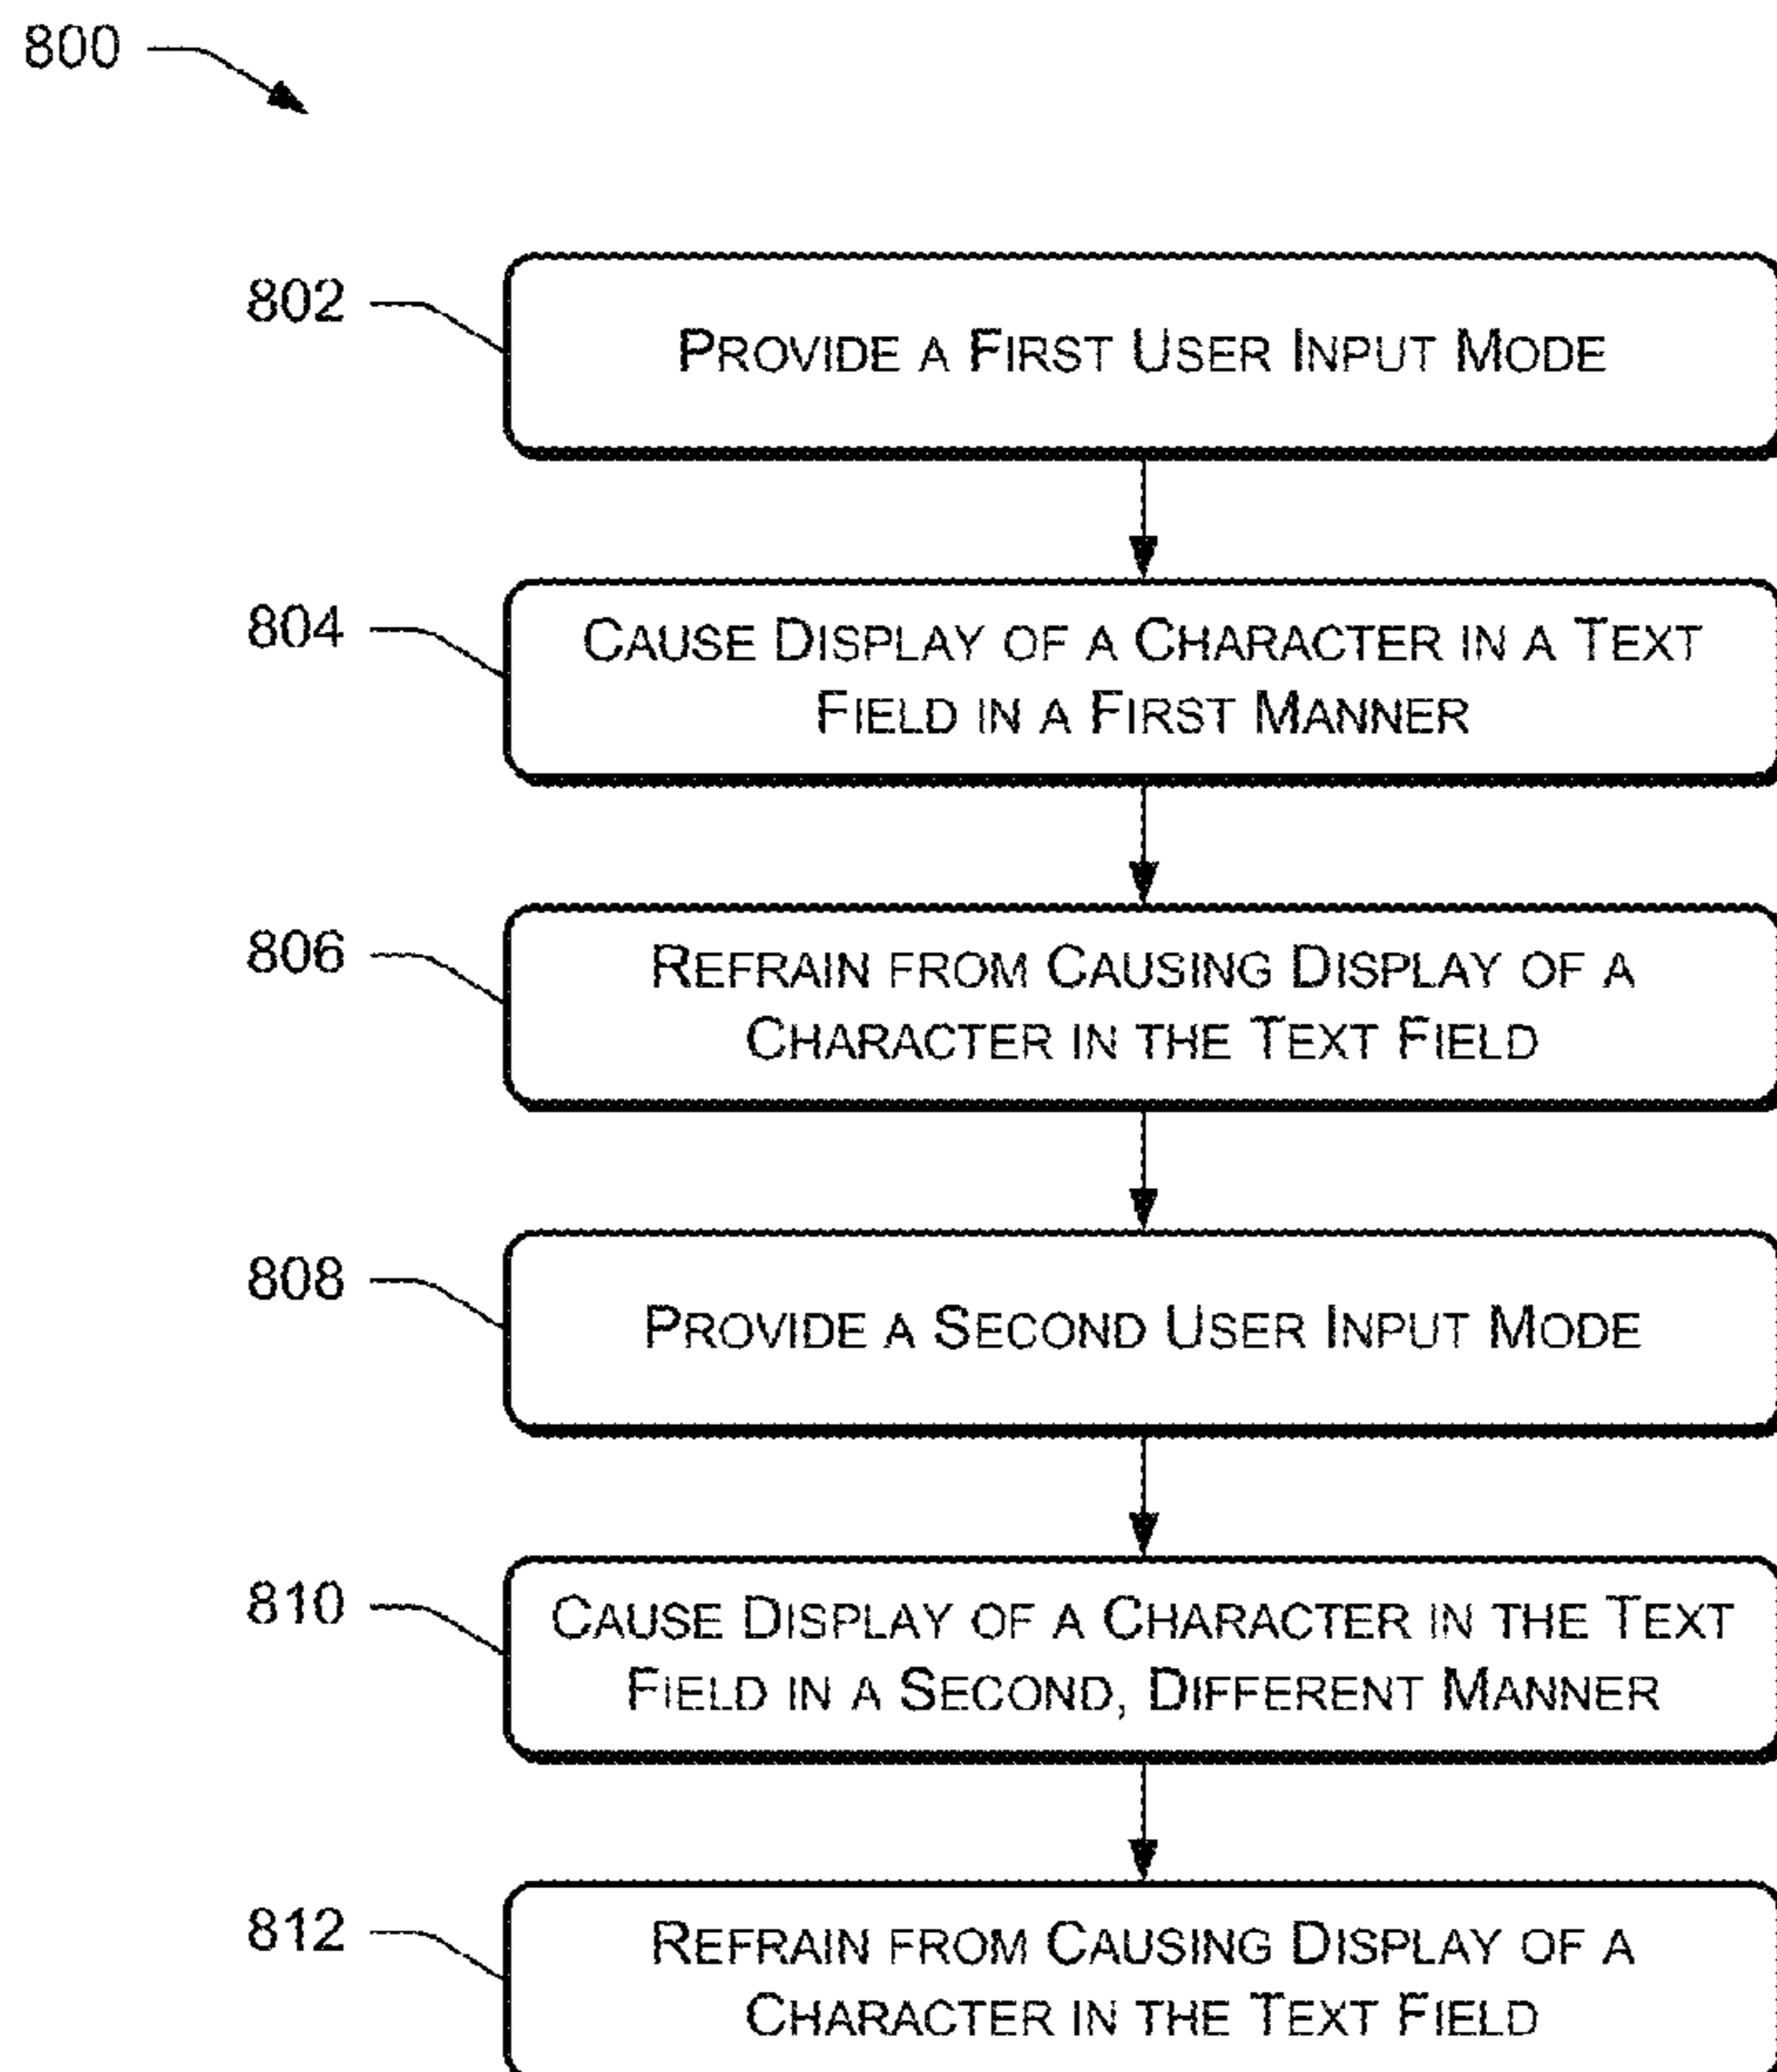 800
802
PROVIDE A FIRST USER INPUT MODE
804
CAUSE DISPLAY OF A CHARACTER IN A TEXT
FIELD IN A FIRST MANNER
806
REFRAIN FROM CAUSING DISPLAY OF A
CHARACTER IN THE TEXT FIELD
808
PROVIDE A SECOND USER INPUT MODE
810
CAUSE DISPLAY OF A CHARACTER IN THE TEXT
FIELD IN A SECOND, DIFFERENT MANNER
812
REFRAIN FROM CAUSING DISPLAY OF A
CHARACTER IN THE TEXT FIELD